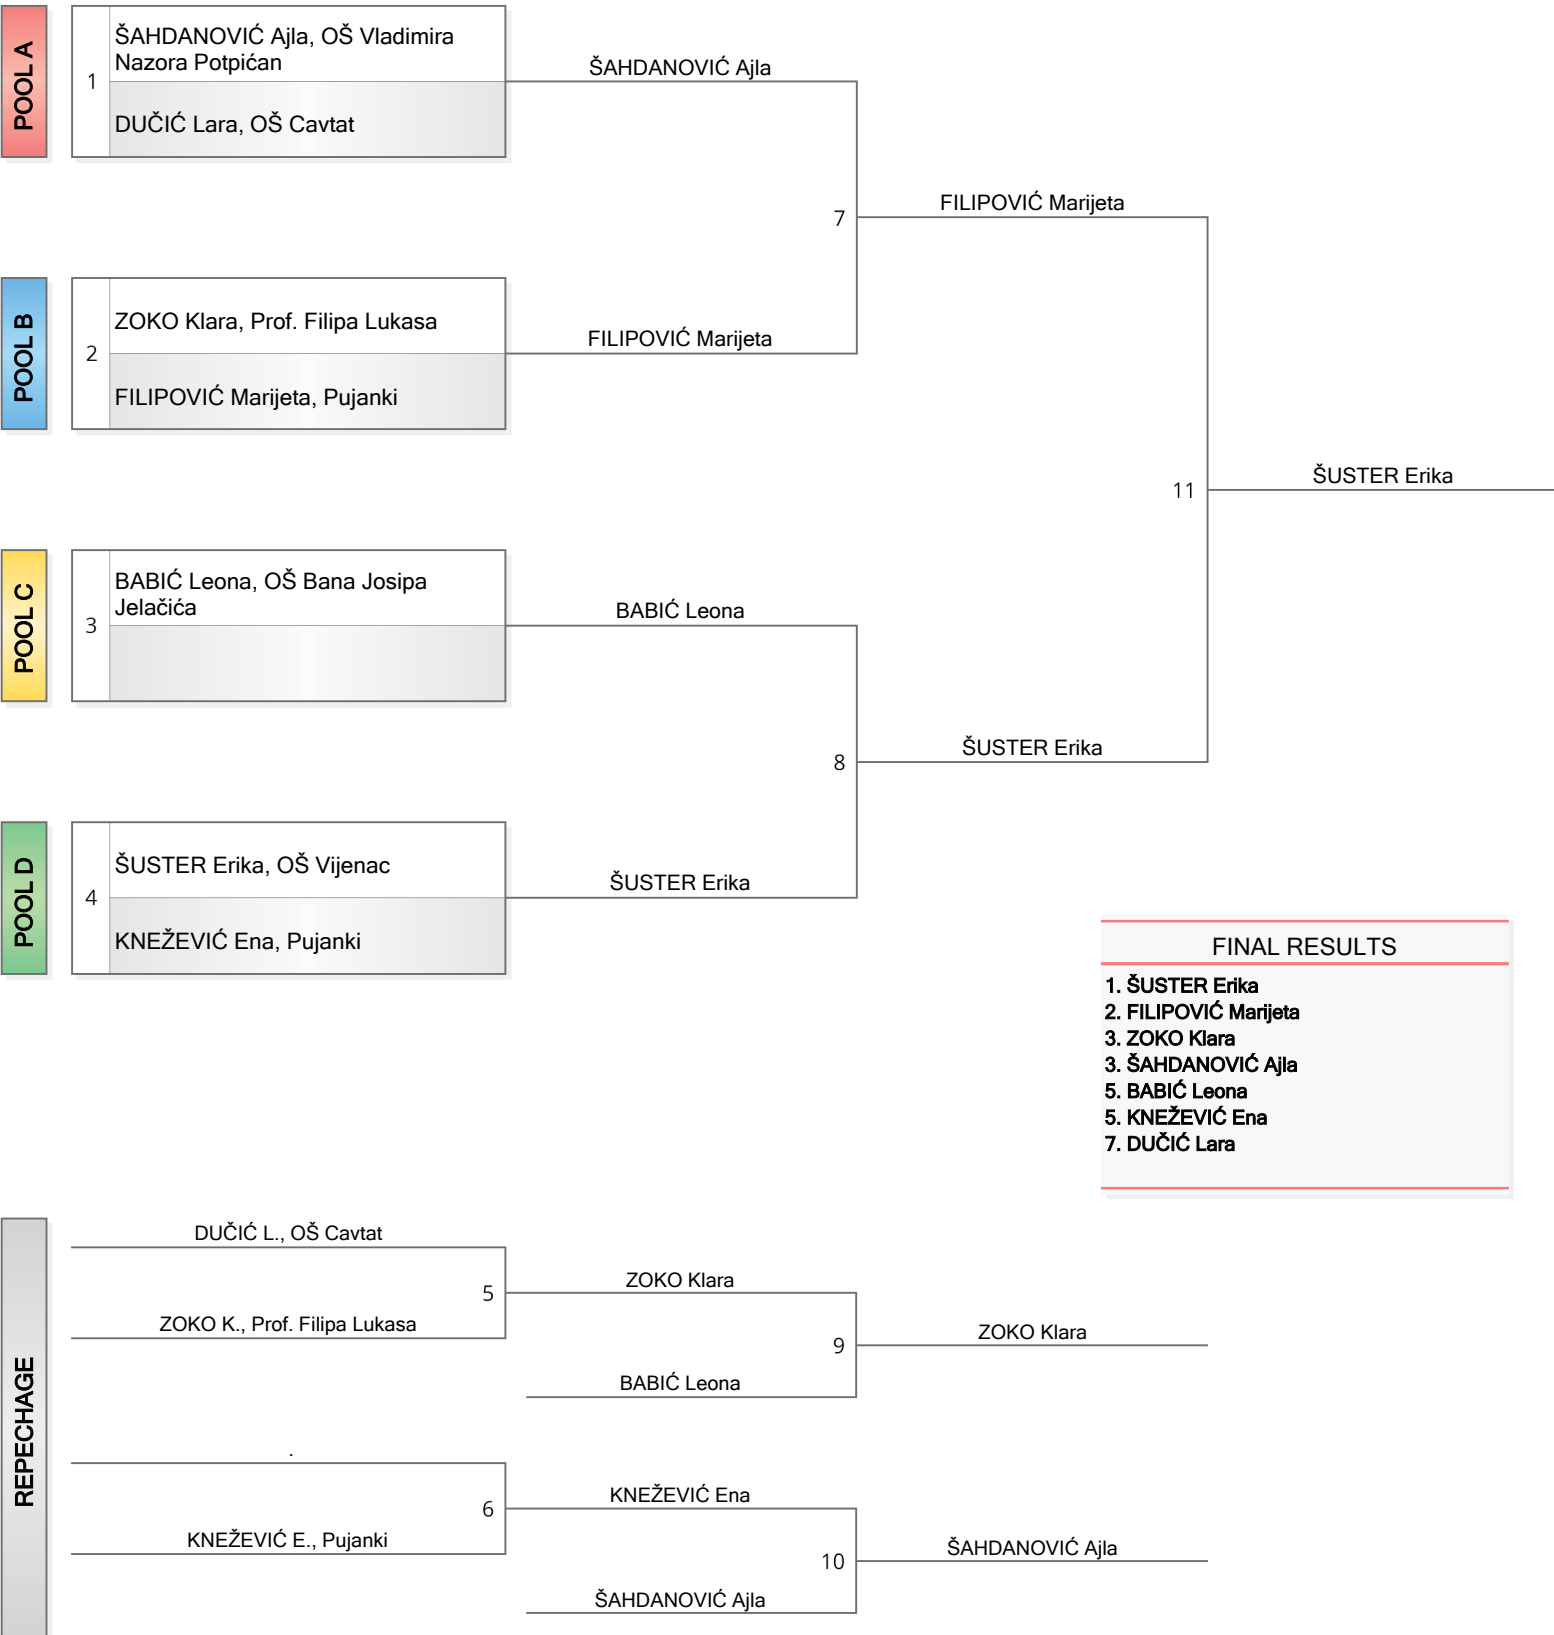 POOL A
1
ŠAHDANOVIĆ Ajla, OŠ Vladimira
Nazora Potpićan
DUČIĆ Lara, OŠ Cavtat
ŠAHDANOVIĆ Ajla
7
FILIPOVIĆ Marijeta
POOL B
2
ZOKO Klara, Prof. Filipa Lukasa
FILIPOVIĆ Marijeta, Pujanki
FILIPOVIĆ Marijeta
11
ŠUSTER Erika
POOL C
3
BABIĆ Leona, OŠ Bana Josipa
Jelačića
BABIĆ Leona
8
ŠUSTER Erika
POOL D
4
ŠUSTER Erika, OŠ Vijenac
KNEŽEVIĆ Ena, Pujanki
ŠUSTER Erika
FINAL RESULTS
1. ŠUSTER Erika
2. FILIPOVIĆ Marijeta
3. ZOKO Klara
3. ŠAHDANOVIĆ Ajla
5. BABIĆ Leona
5. KNEŽEVIĆ Ena
7. DUČIĆ Lara
REPECHAGE
DUČIĆ L., OŠ Cavtat
5
ZOKO K., Prof. Filipa Lukasa
ZOKO Klara
9
BABIĆ Leona
ZOKO Klara
.
6
KNEŽEVIĆ E., Pujanki
KNEŽEVIĆ Ena
10
ŠAHDANOVIĆ Ajla
ŠAHDANOVIĆ Ajla